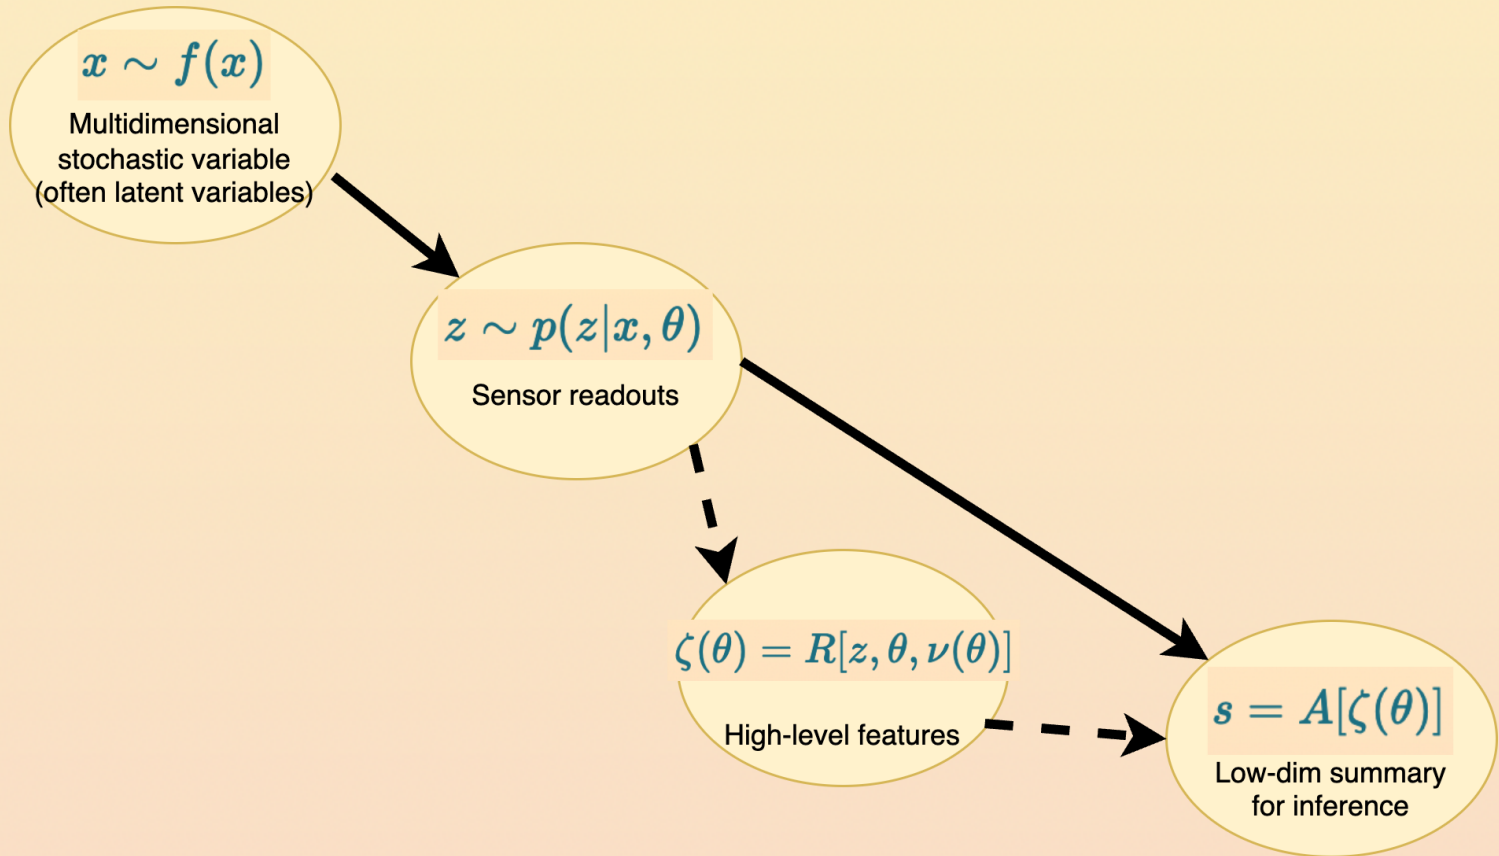 x ~ f(x)
Multidimensional
stochastic variable
(often latent variables)
z ~ p(z|x, θ)
Sensor readouts
ζ(θ) = R[z, θ, ν(θ)]
High-level features
s = A[ζ(θ)]
Low-dim summary
for inference